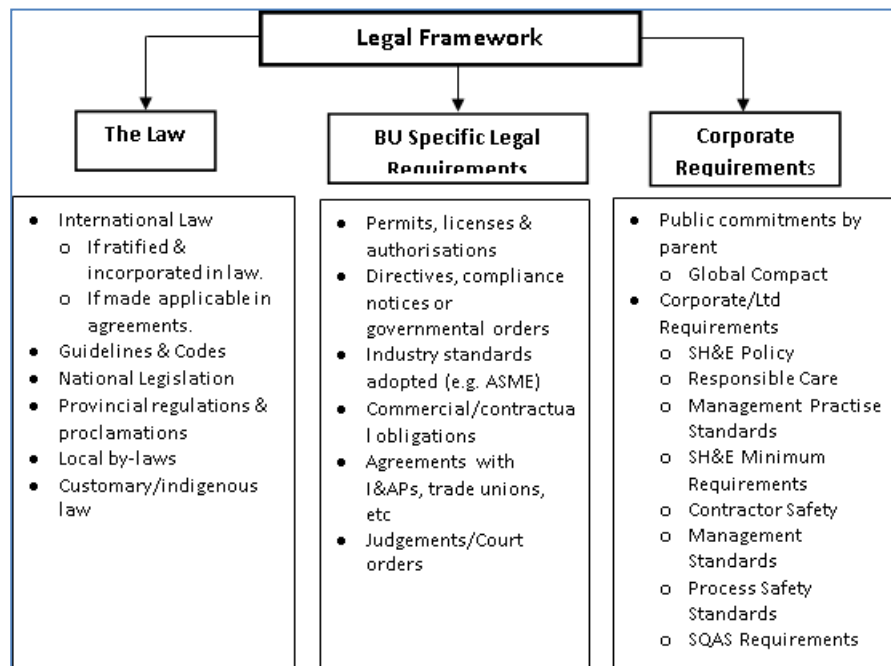 Legal Framework
The Law
BU Specific Legal
Requirements
Corporate
Requirements
● International Law
o If ratified &
incorporated in law.
o If made applicable in
agreements.
● Guidelines & Codes
● National Legislation
● Provincial regulations &
proclamations
● Local by-laws
● Customary/indigenous
law
● Permits, licenses &
authorisations
● Directives, compliance
notices or
governmental orders
● Industry standards
adopted (e.g. ASME)
● Commercial/contractua
l obligations
● Agreements with
I&APs, trade unions,
etc
● Judgements/Court
orders
● Public commitments by
parent
o Global Compact
● Corporate/Ltd
Requirements
o SH&E Policy
o Responsible Care
o Management Practise
Standards
o SH&E Minimum
Requirements
o Contractor Safety
o Management
Standards
o Process Safety
Standards
o SQAS Requirements